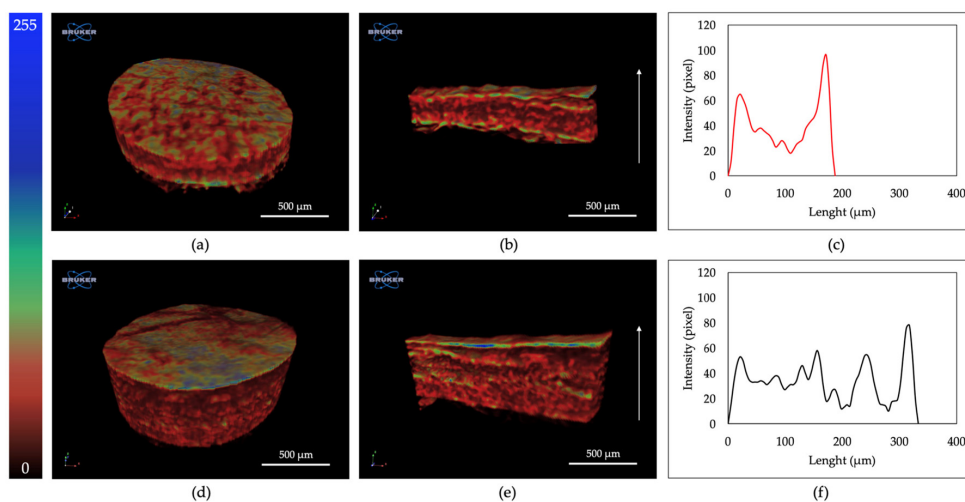 255
0
BRUKER
500 µm
(a)
BRUKER
500 µm
(b)
Intensity (pixel)
120
100
80
60
40
20
0
0 100 200 300 400
Lenght (µm)
(c)
BRUKER
500 µm
(d)
BRUKER
500 µm
(e)
Intensity (pixel)
120
100
80
60
40
20
0
0 100 200 300 400
Lenght (µm)
(f)